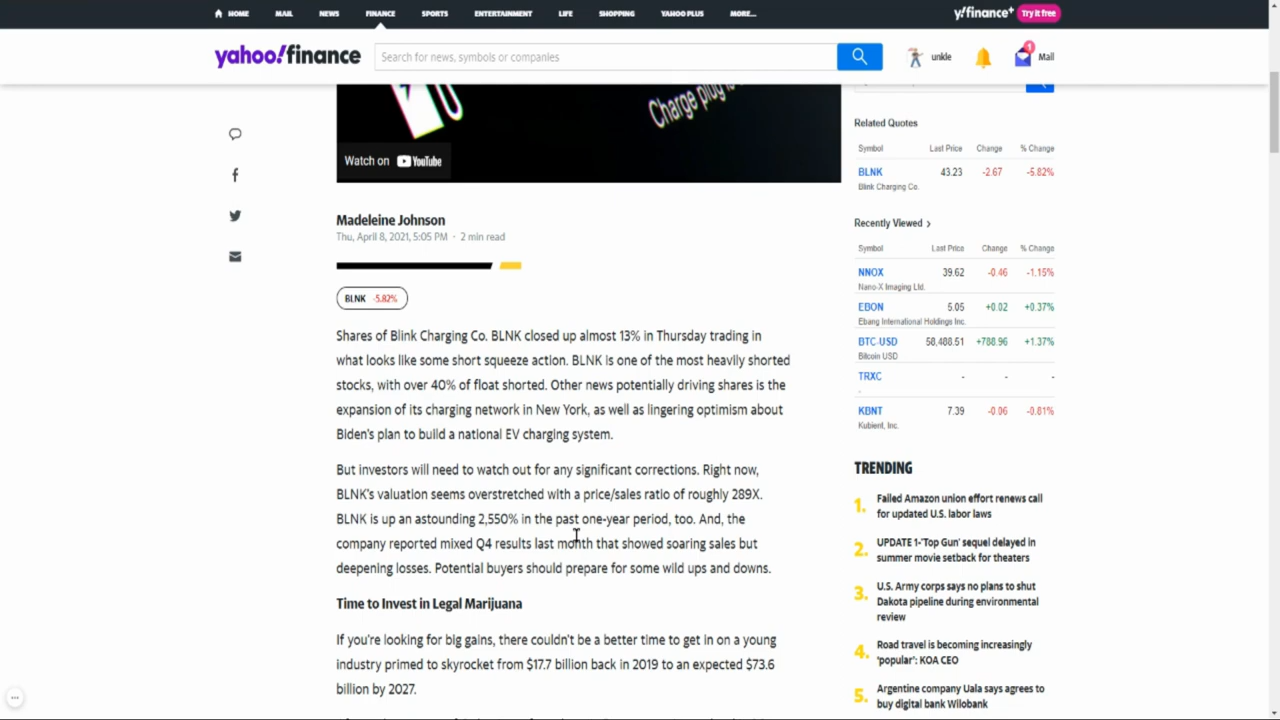 HOME MAIL NEWS FINANCE SPORTS ENTERTAINMENT LIFE SHOPPING YAHOO PLUS MORE... y!finance+ Try it free
yahoo!finance Search for news, symbols or companies unkle 1 Mail
Charge plug
Watch on YouTube
Madeleine Johnson
Thu, April 8, 2021, 5:05 PM · 2 min read
BLNK -5.82%
Shares of Blink Charging Co. BLNK closed up almost 13% in Thursday trading in
what looks like some short squeeze action. BLNK is one of the most heavily shorted
stocks, with over 40% of float shorted. Other news potentially driving shares is the
expansion of its charging network in New York, as well as lingering optimism about
Biden's plan to build a national EV charging system.
But investors will need to watch out for any significant corrections. Right now,
BLNK's valuation seems overstretched with a price/sales ratio of roughly 289X.
BLNK is up an astounding 2,550% in the past one-year period, too. And, the
company reported mixed Q4 results last month that showed soaring sales but
deepening losses. Potential buyers should prepare for some wild ups and downs.
Time to Invest in Legal Marijuana
If you're looking for big gains, there couldn't be a better time to get in on a young
industry primed to skyrocket from $17.7 billion back in 2019 to an expected $73.6
billion by 2027.
Related Quotes
Symbol Last Price Change % Change
BLNK 43.23 -2.67 -5.82%
Blink Charging Co.
Recently Viewed >
Symbol Last Price Change % Change
NNOX 39.62 -0.46 -1.15%
Nano-X Imaging Ltd.
EBON 5.05 +0.02 +0.37%
Ebang International Holdings Inc.
BTC-USD 58,488.51 +788.96 +1.37%
Bitcoin USD
TRXC - - -
-
KBNT 7.39 -0.06 -0.81%
Kubient, Inc.
TRENDING
1. Failed Amazon union effort renews call
for updated U.S. labor laws
2. UPDATE 1-'Top Gun' sequel delayed in
summer movie setback for theaters
3. U.S. Army corps says no plans to shut
Dakota pipeline during environmental
review
4. Road travel is becoming increasingly
'popular': KOA CEO
5. Argentine company Uala says agrees to
buy digital bank Wilobank